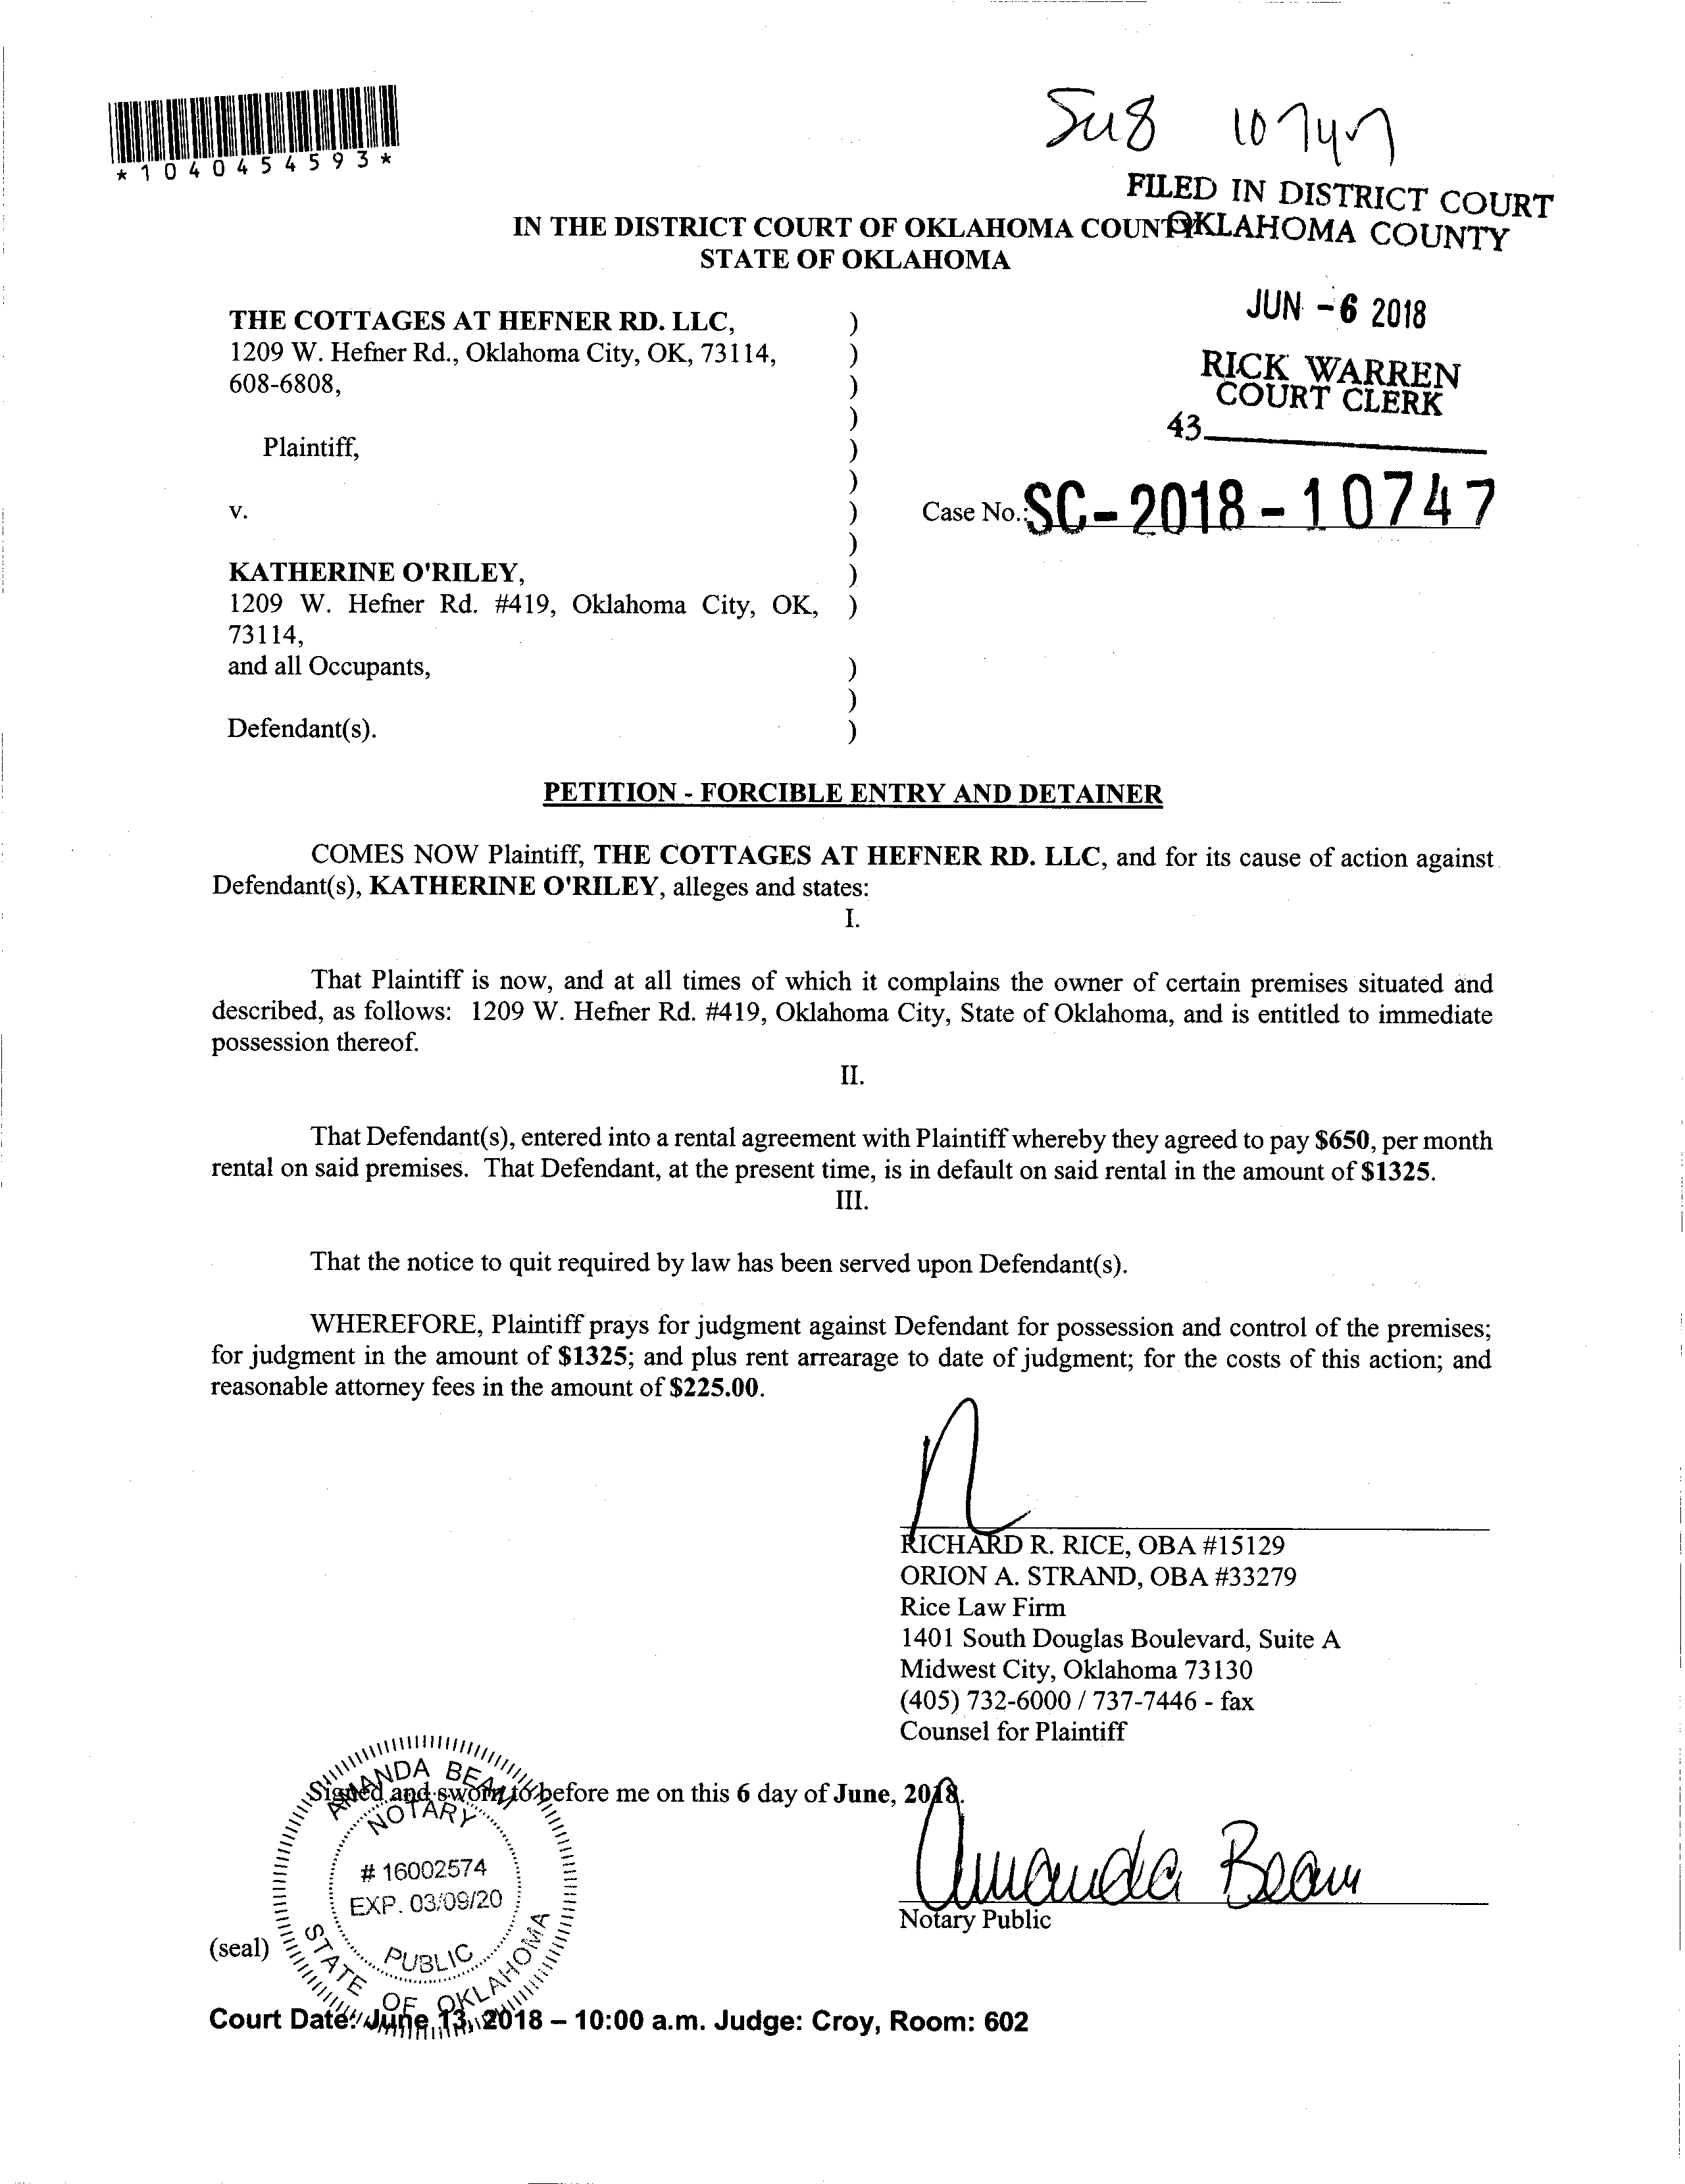 *1040454593*
FILED IN DISTRICT COURT
OKLAHOMA COUNTY
IN THE DISTRICT COURT OF OKLAHOMA COUNTY
STATE OF OKLAHOMA
JUN -6 2018
RICK WARREN
COURT CLERK
43
THE COTTAGES AT HEFNER RD. LLC, )
1209 W. Hefner Rd., Oklahoma City, OK, 73114, )
608-6808, )
)
Plaintiff, )
)
v. ) Case No.: SC-2018-10747
)
KATHERINE O'RILEY, )
1209 W. Hefner Rd. #419, Oklahoma City, OK, )
73114,
and all Occupants, )
)
Defendant(s). )
PETITION - FORCIBLE ENTRY AND DETAINER
COMES NOW Plaintiff, THE COTTAGES AT HEFNER RD. LLC, and for its cause of action against
Defendant(s), KATHERINE O'RILEY, alleges and states:
I.
That Plaintiff is now, and at all times of which it complains the owner of certain premises situated and
described, as follows: 1209 W. Hefner Rd. #419, Oklahoma City, State of Oklahoma, and is entitled to immediate
possession thereof.
II.
That Defendant(s), entered into a rental agreement with Plaintiff whereby they agreed to pay $650, per month
rental on said premises. That Defendant, at the present time, is in default on said rental in the amount of $1325.
III.
That the notice to quit required by law has been served upon Defendant(s).
WHEREFORE, Plaintiff prays for judgment against Defendant for possession and control of the premises;
for judgment in the amount of $1325; and plus rent arrearage to date of judgment; for the costs of this action; and
reasonable attorney fees in the amount of $225.00.
RICHARD R. RICE, OBA #15129
ORION A. STRAND, OBA #33279
Rice Law Firm
1401 South Douglas Boulevard, Suite A
Midwest City, Oklahoma 73130
(405) 732-6000 / 737-7446 - fax
Counsel for Plaintiff
Signed and sworn to before me on this 6 day of June, 2018.
Amanda Beam
Notary Public
AMANDA BEAM
NOTARY
# 16002574
EXP. 03/09/20
PUBLIC
STATE OF OKLAHOMA
(seal)
Court Date: June 13, 2018 – 10:00 a.m. Judge: Croy, Room: 602